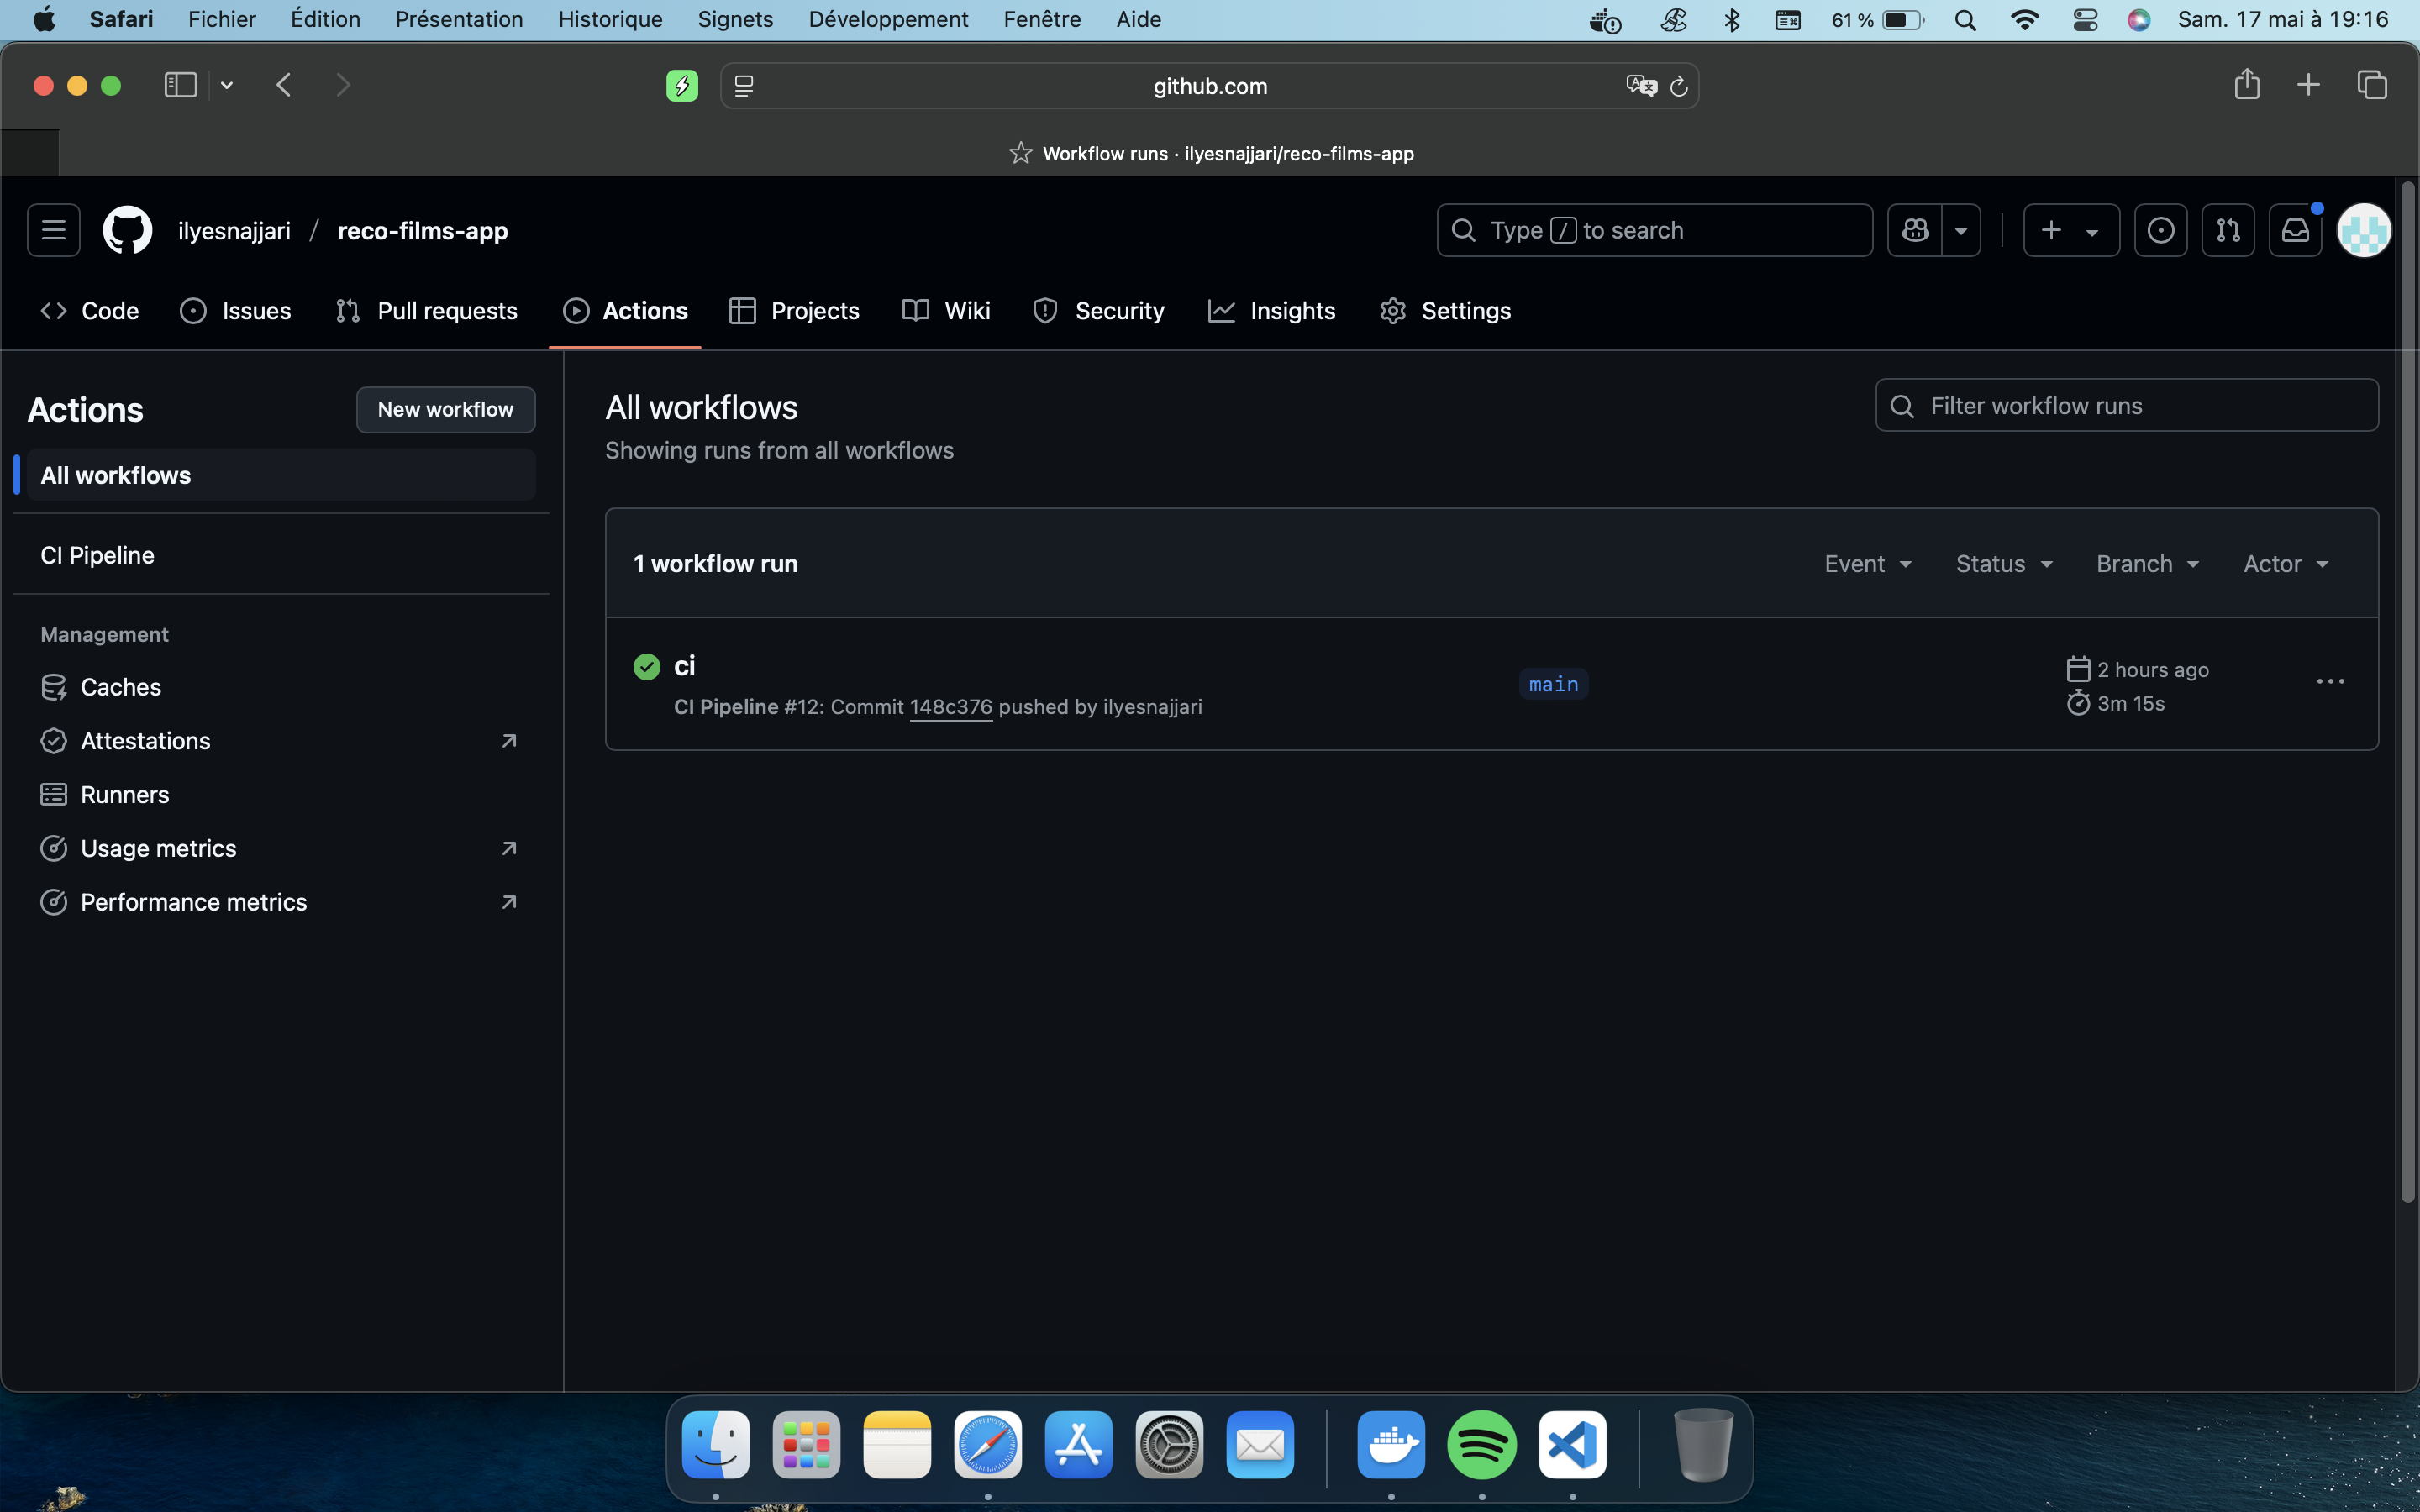 Safari Fichier Édition Présentation Historique Signets Développement Fenêtre Aide 61 % Sam. 17 mai à 19:16
github.com
Workflow runs · ilyesnajjari/reco-films-app
ilyesnajjari / reco-films-app Type / to search
Code Issues Pull requests Actions Projects Wiki Security Insights Settings
Actions
New workflow
All workflows
CI Pipeline
Management
Caches
Attestations
Runners
Usage metrics
Performance metrics
All workflows
Showing runs from all workflows
Filter workflow runs
1 workflow run
Event Status Branch Actor
ci
CI Pipeline #12: Commit 148c376 pushed by ilyesnajjari
main
2 hours ago
3m 15s